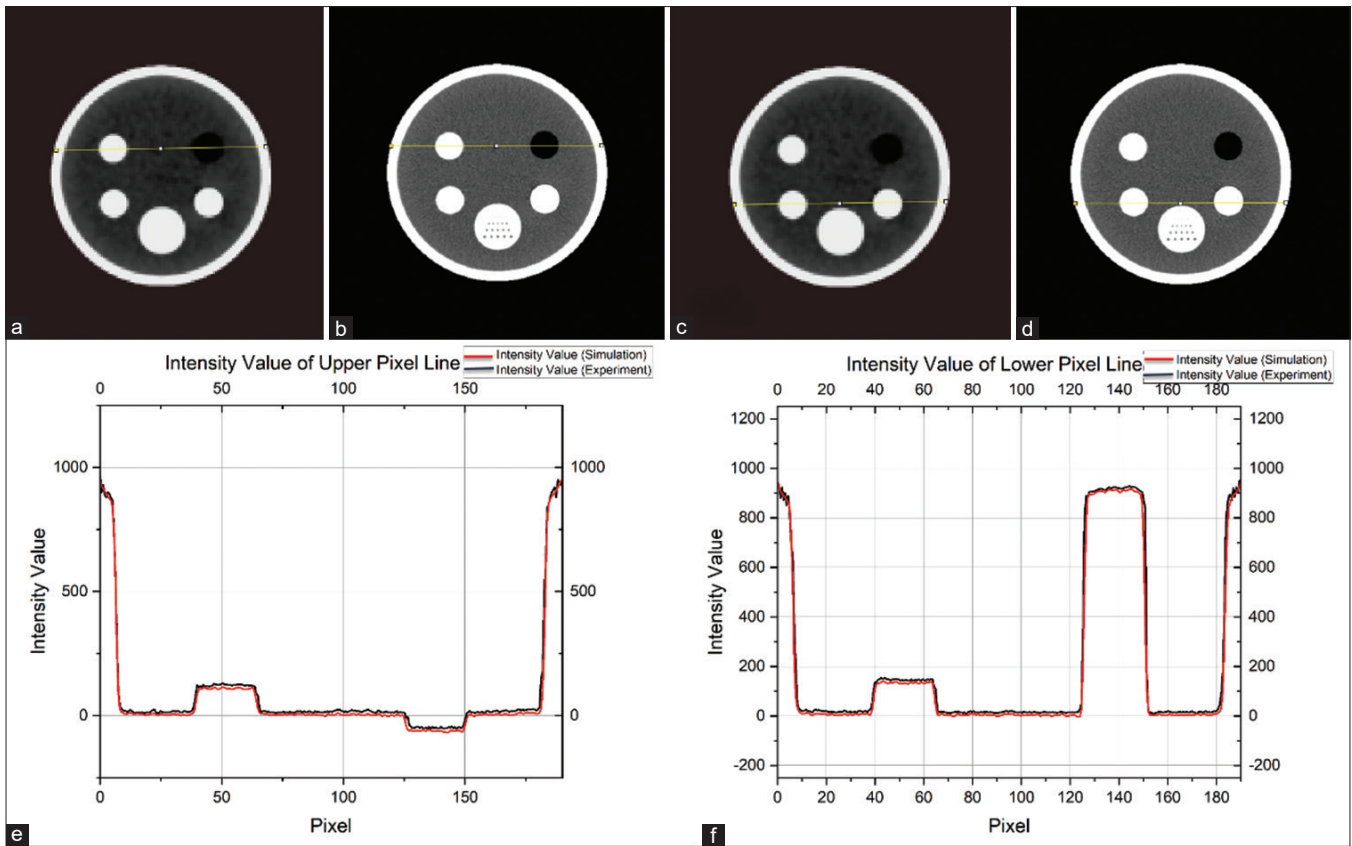 a
b
c
d
Intensity Value of Upper Pixel Line
Intensity Value (Simulation)
Intensity Value (Experiment)
0 50 100 150
1000
500
0
1000
500
0
Intensity Value
0 50 100 150
Pixel
e
Intensity Value of Lower Pixel Line
Intensity Value (Simulation)
Intensity Value (Experiment)
0 20 40 60 80 100 120 140 160 180
1200
1000
800
600
400
200
0
-200
1200
1000
800
600
400
200
0
-200
Intensity Value
0 20 40 60 80 100 120 140 160 180
Pixel
f